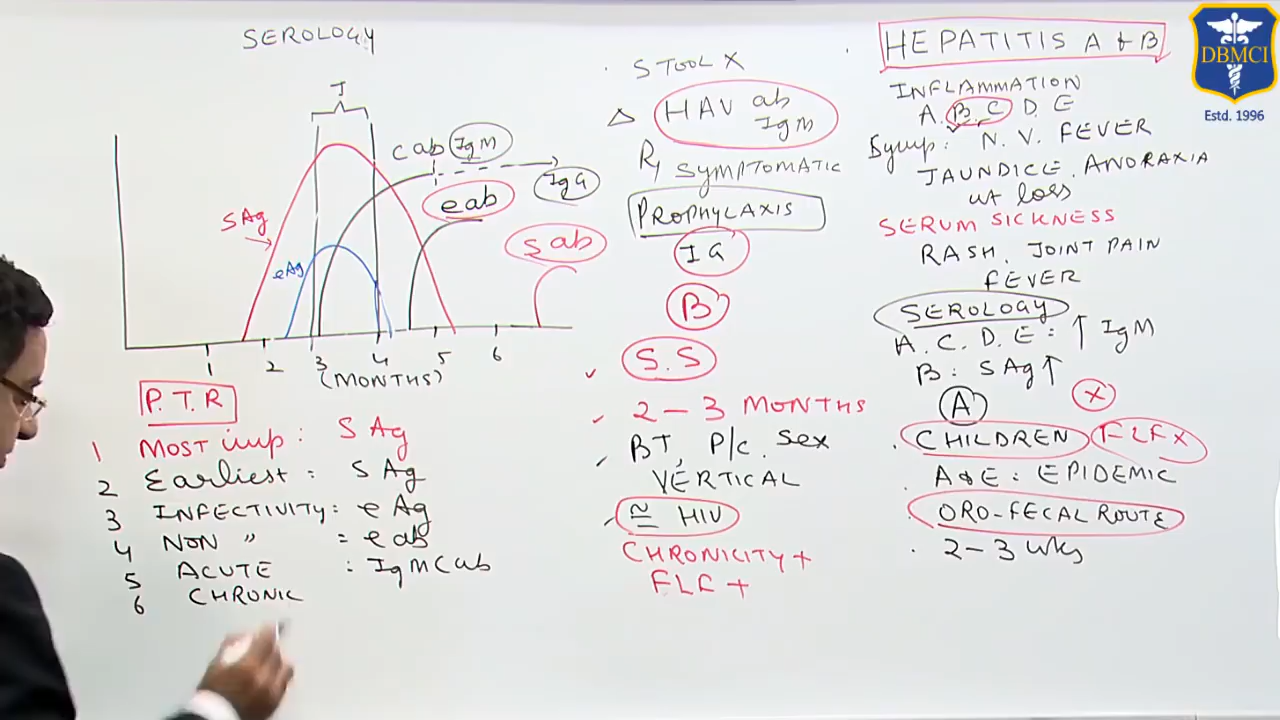 SEROLOGY
J
c ab IgM
IgG
SAg
eab
sab
eAg
1 2 3 4 5 6
(MONTHS)
P.T.R
1 MOST imp: SAg
2 Earliest : SAg
3 INFECTIVITY: eAg
4 NON " = eab
5 ACUTE : IgM C ab
6 CHRONIC
STOOL X
△ HAV ab
IgM
Rx SYMPTOMATIC
PROPHYLAXIS
IG
B
S.S
2-3 MONTHS
BT, P/C. Sex
VERTICAL
≅ HIV
CHRONICITY +
FLF +
HEPATITIS A & B
INFLAMMATION
A. B. C. D. E
Symp: N. V. FEVER
JAUNDICE. ANORAXIA
wt loss
SERUM SICKNESS
RASH. JOINT PAIN
FEVER
SEROLOGY
A. C. D. E: ↑ IgM
B: SAg ↑
A X
CHILDREN FLF X
A & E: EPIDEMIC
ORO-FECAL ROUTE
2-3 wks
DBMCI
Estd. 1996